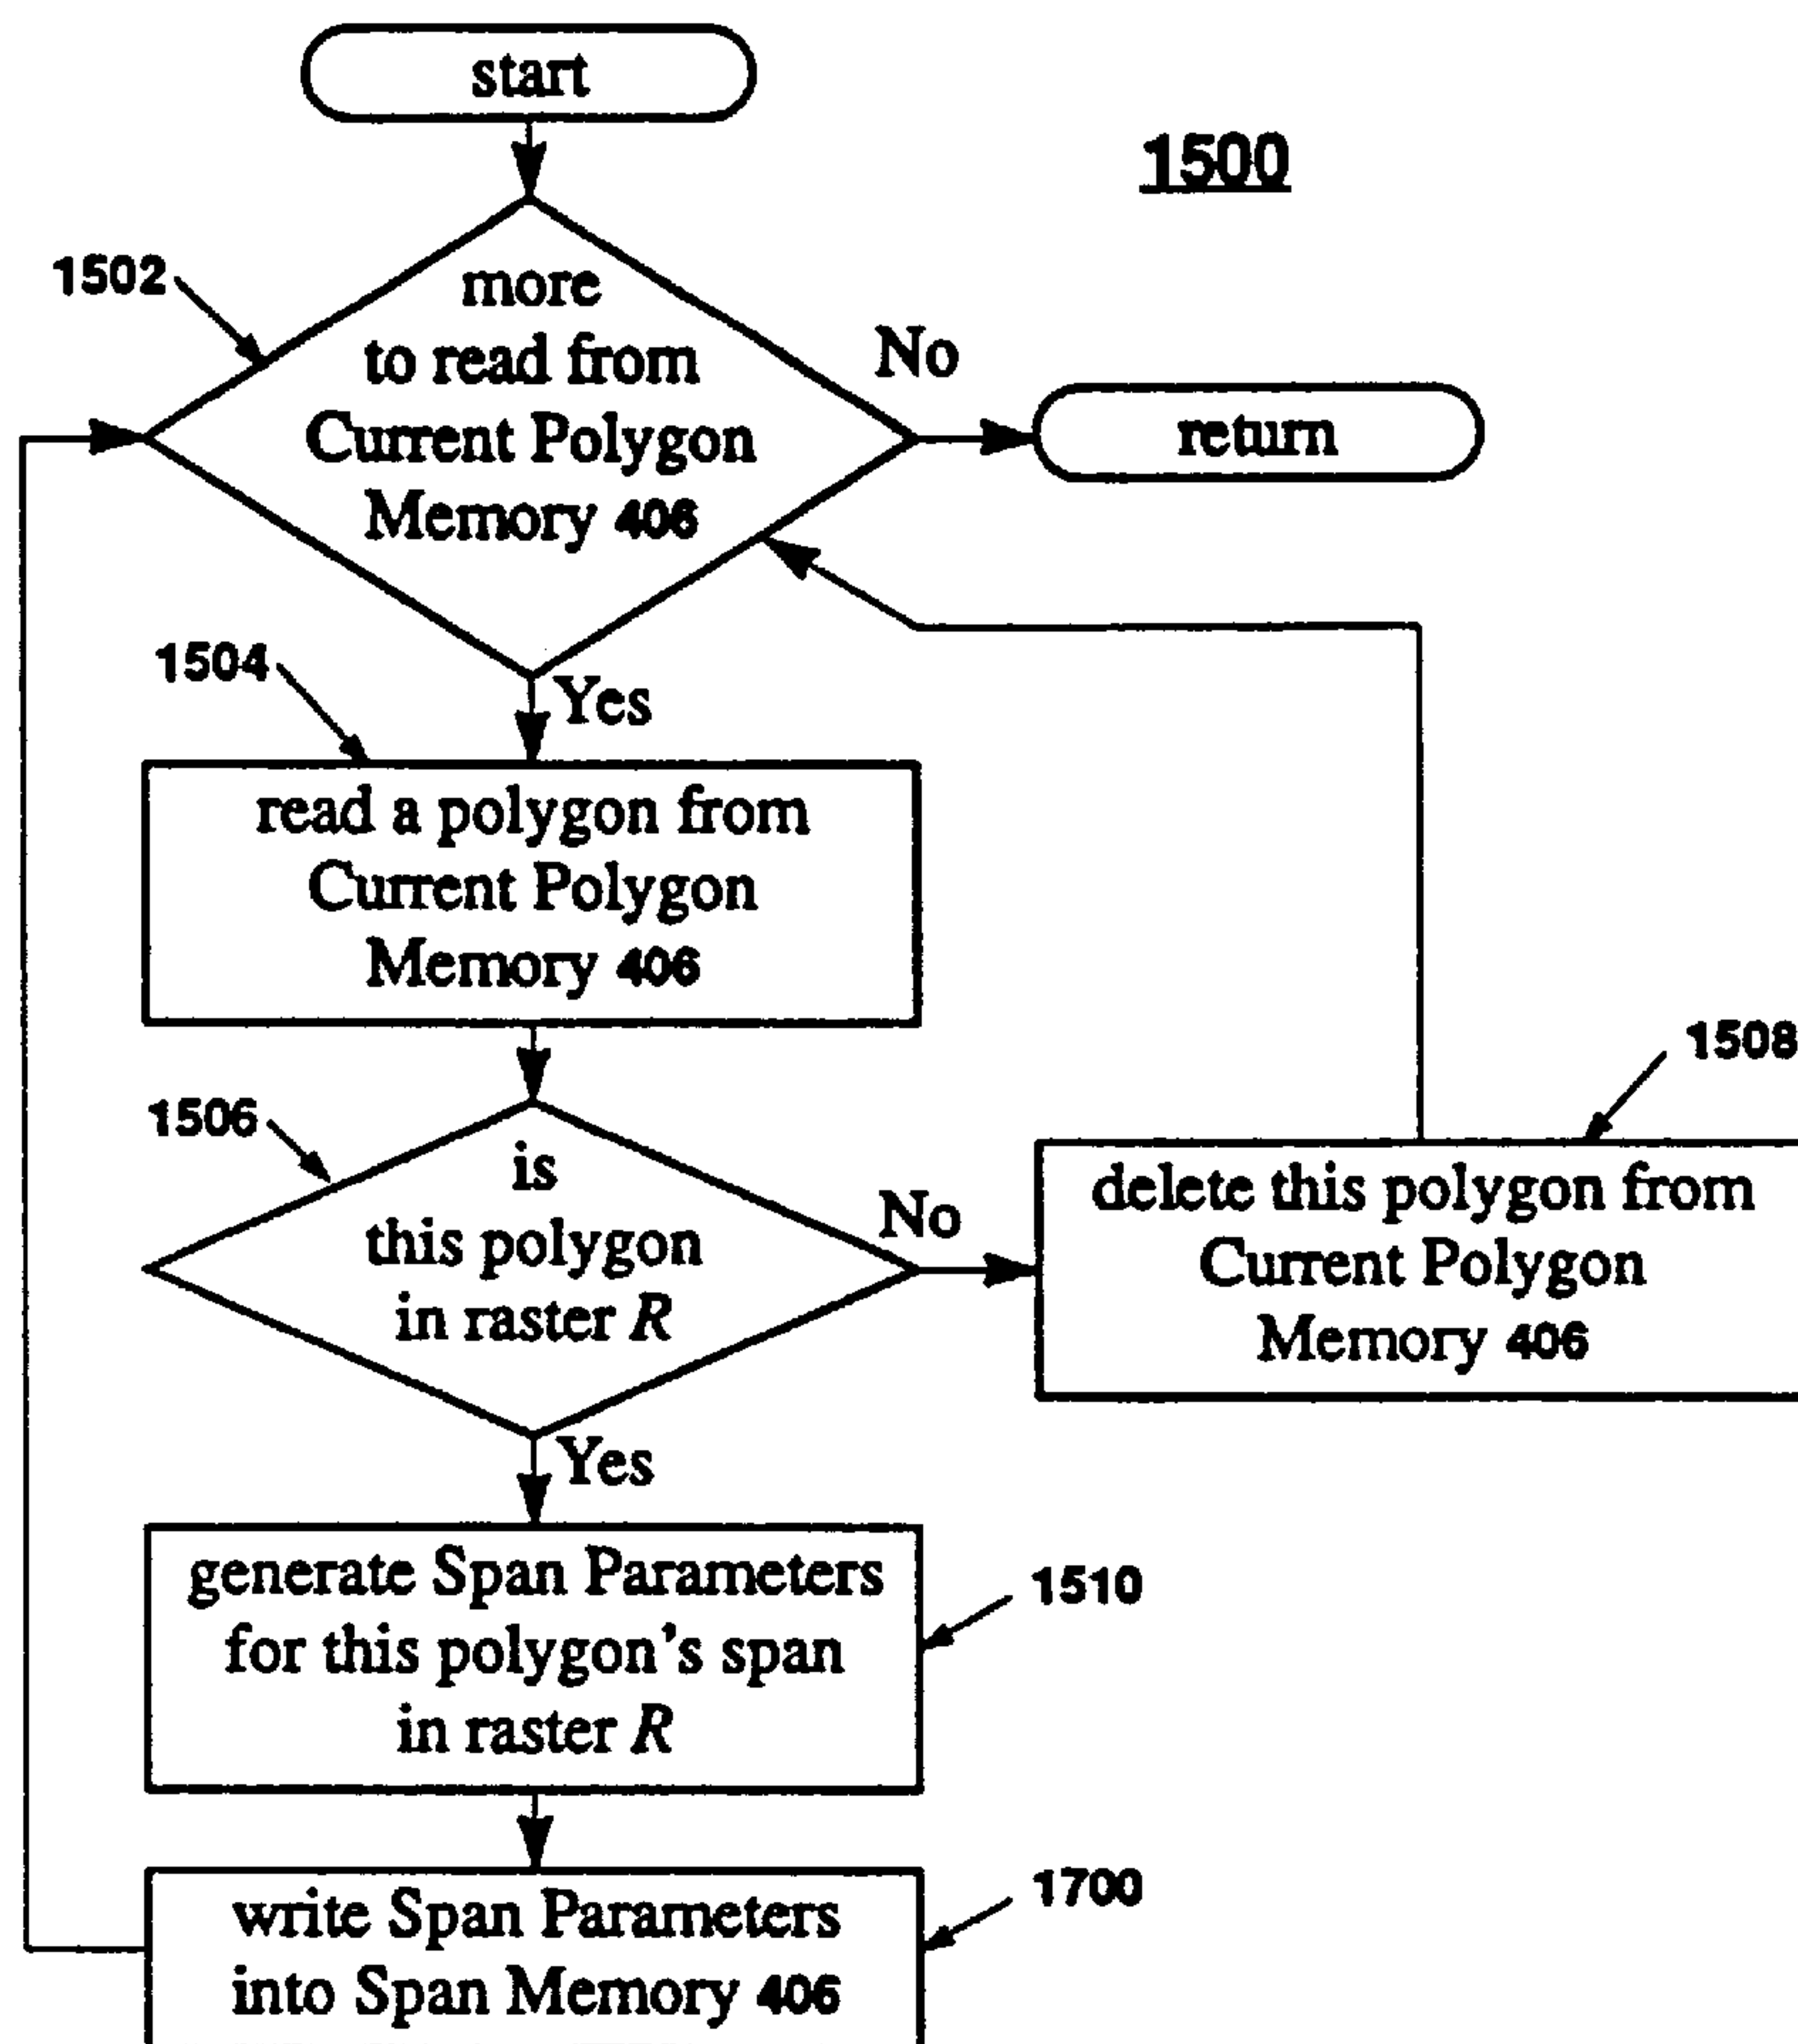 start
1500
1502
more
to read from
Current Polygon
Memory 406
No
return
1504
Yes
read a polygon from
Current Polygon
Memory 406
1506
is
this polygon
in raster R
No
1508
delete this polygon from
Current Polygon
Memory 406
Yes
generate Span Parameters
for this polygon's span
in raster R
1510
write Span Parameters
into Span Memory 406
1700